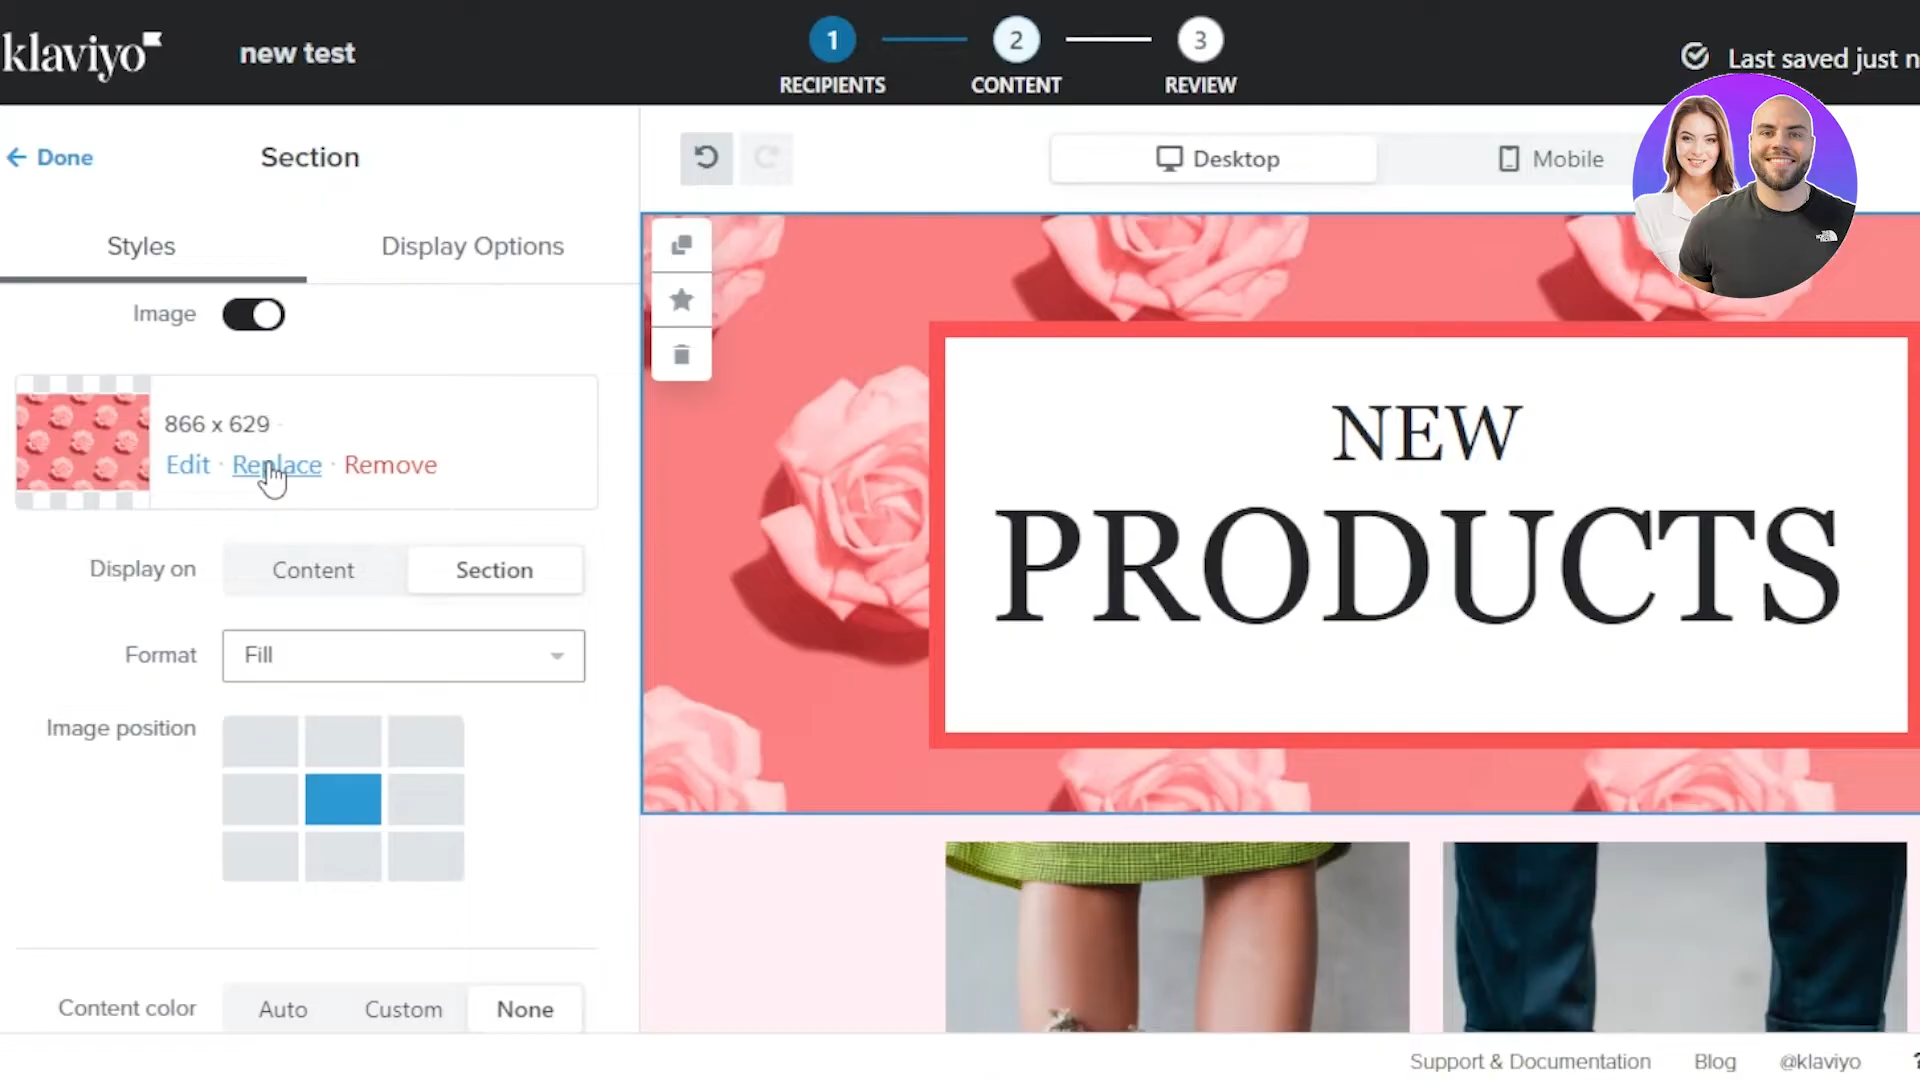 klaviyo
new test
1
2
3
RECIPIENTS
CONTENT
REVIEW
Last saved just n
Done
Section
Desktop
Mobile
Styles
Display Options
Image
866 x 629 -
Edit · Replace · Remove
NEW
PRODUCTS
Display on
Content
Section
Format
Fill
Image position
Content color
Auto
Custom
None
Support & Documentation
Blog
@klaviyo